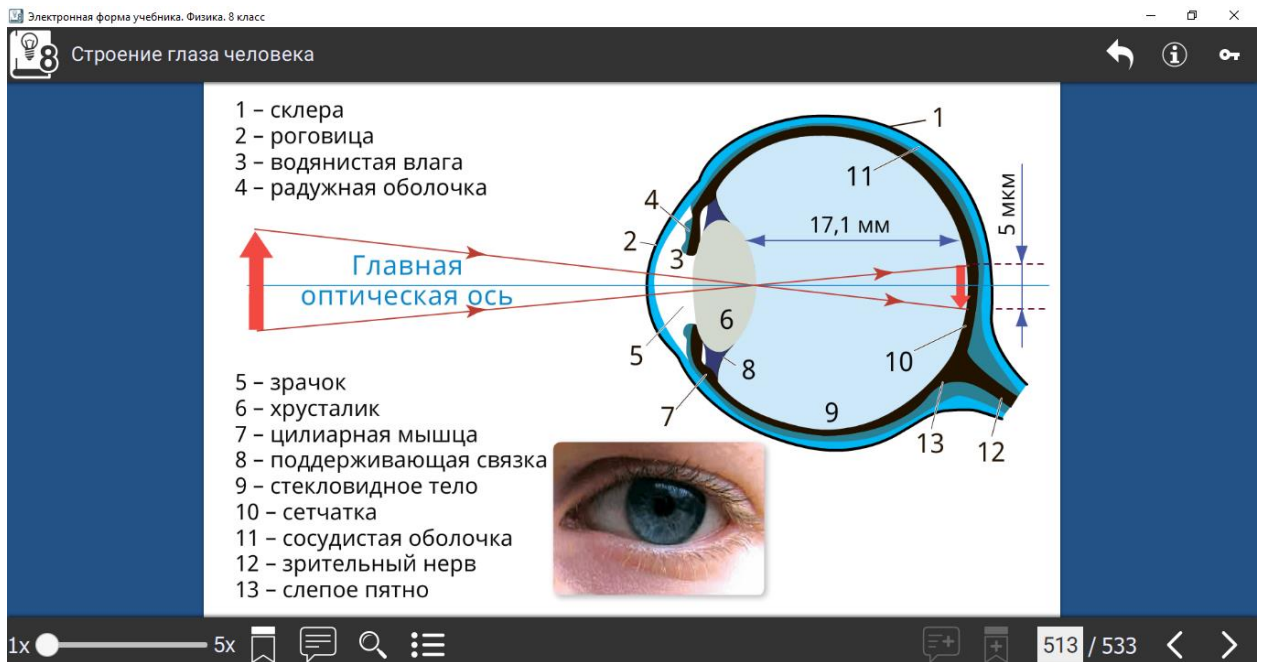 Электронная форма учебника. Физика. 8 класс
8
Строение глаза человека
1 – склера
2 – роговица
3 – водянистая влага
4 – радужная оболочка
Главная
оптическая ось
5 – зрачок
6 – хрусталик
7 – цилиарная мышца
8 – поддерживающая связка
9 – стекловидное тело
10 – сетчатка
11 – сосудистая оболочка
12 – зрительный нерв
13 – слепое пятно
1
11
4
17,1 мм
5 мкм
2
3
6
5
8
10
7
9
13
12
1x
5x
513 / 533